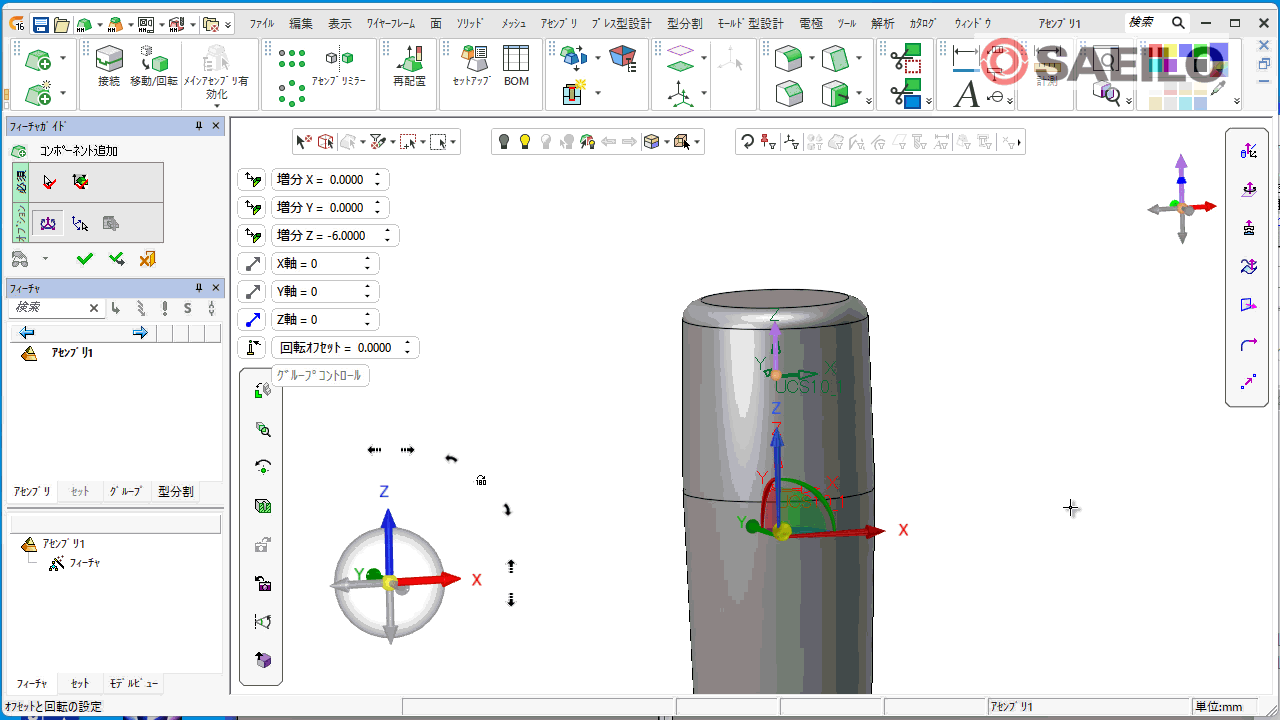 ﾌｧｲﾙ 編集 表示 ﾜｲﾔｰﾌﾚｰﾑ 面 ｿﾘｯﾄﾞ ﾒｯｼｭ ｱｾﾝﾌﾞﾘ ﾌﾟﾚｽ型設計 型分割 ﾓｰﾙﾄﾞ型設計 電極 ﾂｰﾙ 解析 ｶﾀﾛｸﾞ ｳｨﾝﾄﾞｳ ｱｾﾝﾌﾞﾘ1 検索
接続 移動/回転 ﾒｲﾝｱｾﾝﾌﾞﾘ有効化 ｱｾﾝﾌﾞﾘ 再配置 ｾｯﾄｱｯﾌﾟ BOM 計測
SAEILO
ﾌｨｰﾁｬｶﾞｲﾄﾞ
ｺﾝﾎﾟｰﾈﾝﾄ追加
必須
ｵﾌﾟｼｮﾝ
ﾌｨｰﾁｬ
検索
ｱｾﾝﾌﾞﾘ1
ｱｾﾝﾌﾞﾘ ｾｯﾄ ｸﾞﾙｰﾌﾟ 型分割
ｱｾﾝﾌﾞﾘ1
ﾌｨｰﾁｬ
ﾌｨｰﾁｬ ｾｯﾄ ﾓﾃﾞﾙﾋﾞｭｰ
増分 X = 0.0000
増分 Y = 0.0000
増分 Z = -6.0000
X軸 = 0
Y軸 = 0
Z軸 = 0
回転ｵﾌｾｯﾄ = 0.0000
ｸﾞﾙｰﾌﾟｺﾝﾄﾛｰﾙ
180
Z
Y
X
Z
Y
X
UCS10_1
Z
Z
Y
Y
X
ｵﾌｾｯﾄと回転の設定 ｱｾﾝﾌﾞﾘ1 単位:mm